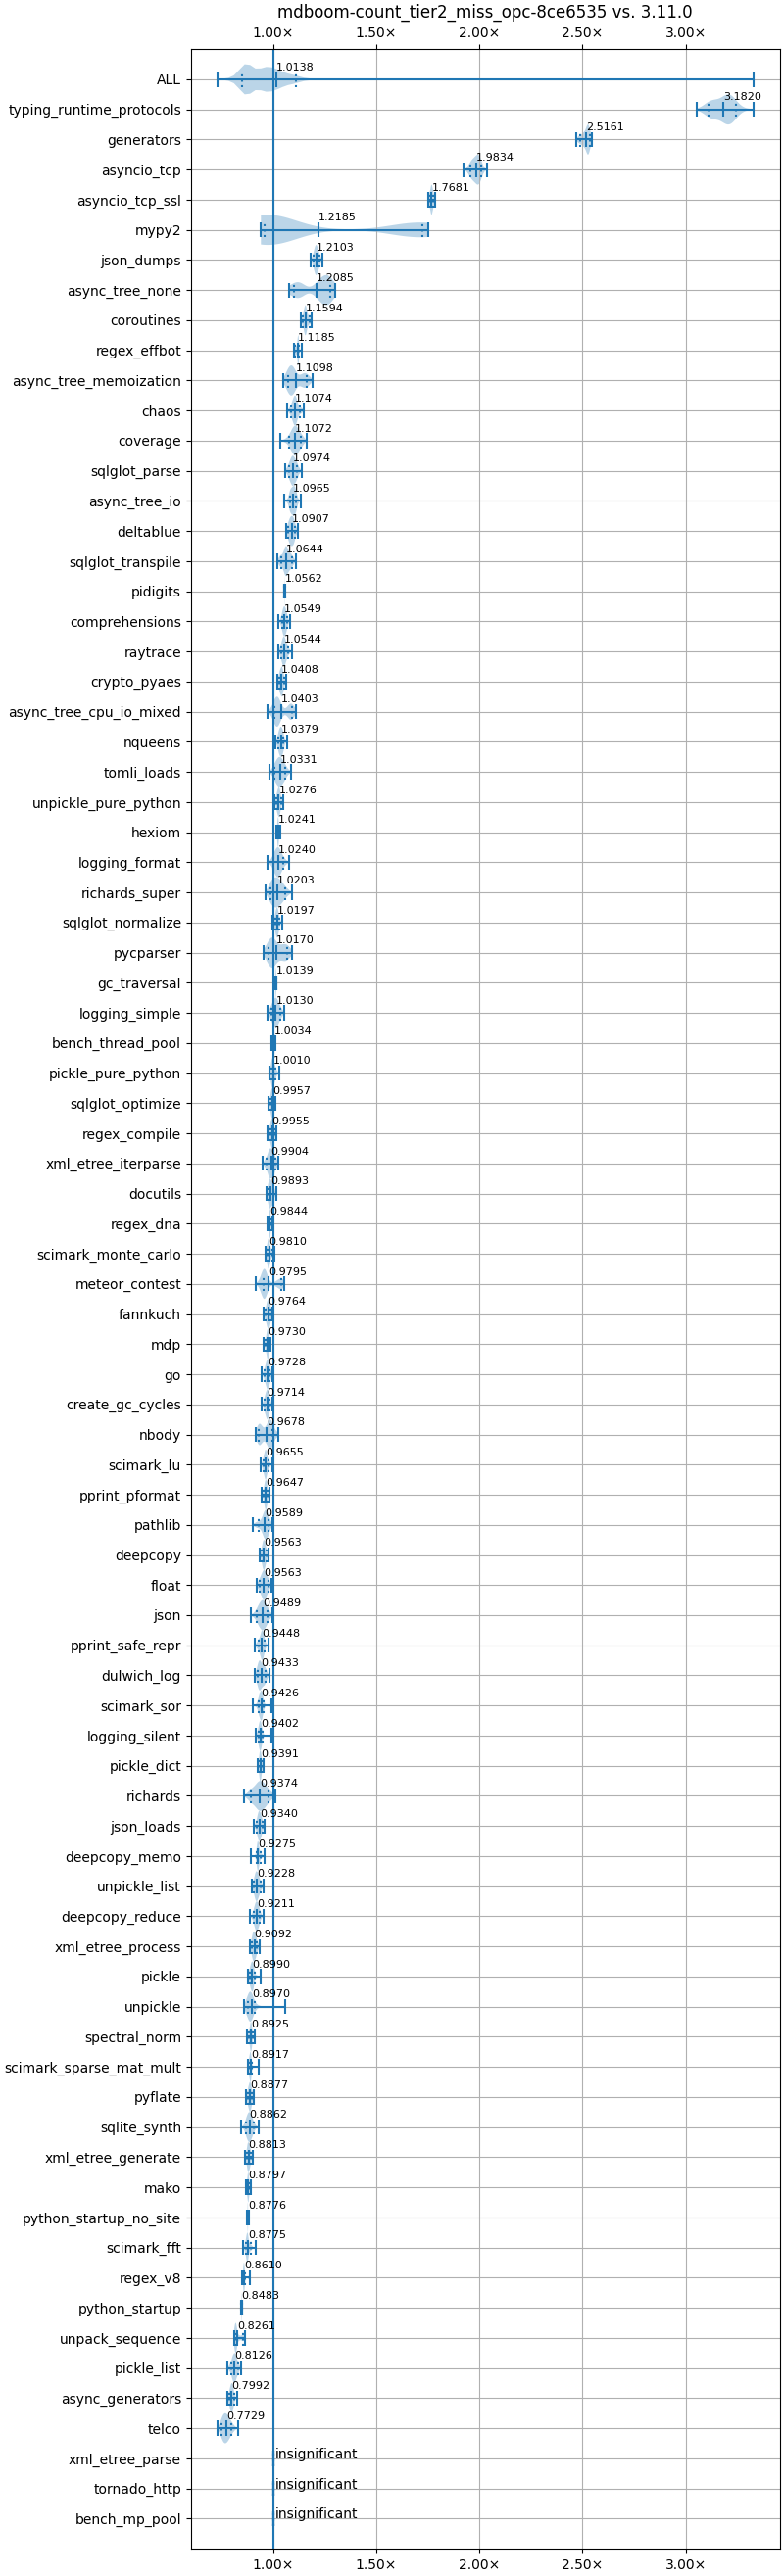 mdboom-count_tier2_miss_opc-8ce6535 vs. 3.11.0
1.00× 1.50× 2.00× 2.50× 3.00×
ALL 1.0138
typing_runtime_protocols 3.1820
generators 2.5161
asyncio_tcp 1.9834
asyncio_tcp_ssl 1.7681
mypy2 1.2185
json_dumps 1.2103
async_tree_none 1.2085
coroutines 1.1594
regex_effbot 1.1185
async_tree_memoization 1.1098
chaos 1.1074
coverage 1.1072
sqlglot_parse 1.0974
async_tree_io 1.0965
deltablue 1.0907
sqlglot_transpile 1.0644
pidigits 1.0562
comprehensions 1.0549
raytrace 1.0544
crypto_pyaes 1.0408
async_tree_cpu_io_mixed 1.0403
nqueens 1.0379
tomli_loads 1.0331
unpickle_pure_python 1.0276
hexiom 1.0241
logging_format 1.0240
richards_super 1.0203
sqlglot_normalize 1.0197
pycparser 1.0170
gc_traversal 1.0139
logging_simple 1.0130
bench_thread_pool 1.0034
pickle_pure_python 1.0010
sqlglot_optimize 0.9957
regex_compile 0.9955
xml_etree_iterparse 0.9904
docutils 0.9893
regex_dna 0.9844
scimark_monte_carlo 0.9810
meteor_contest 0.9795
fannkuch 0.9764
mdp 0.9730
go 0.9728
create_gc_cycles 0.9714
nbody 0.9678
scimark_lu 0.9655
pprint_pformat 0.9647
pathlib 0.9589
deepcopy 0.9563
float 0.9563
json 0.9489
pprint_safe_repr 0.9448
dulwich_log 0.9433
scimark_sor 0.9426
logging_silent 0.9402
pickle_dict 0.9391
richards 0.9374
json_loads 0.9340
deepcopy_memo 0.9275
unpickle_list 0.9228
deepcopy_reduce 0.9211
xml_etree_process 0.9092
pickle 0.8990
unpickle 0.8970
spectral_norm 0.8925
scimark_sparse_mat_mult 0.8917
pyflate 0.8877
sqlite_synth 0.8862
xml_etree_generate 0.8813
mako 0.8797
python_startup_no_site 0.8776
scimark_fft 0.8775
regex_v8 0.8610
python_startup 0.8483
unpack_sequence 0.8261
pickle_list 0.8126
async_generators 0.7992
telco 0.7729
xml_etree_parse insignificant
tornado_http insignificant
bench_mp_pool insignificant
1.00× 1.50× 2.00× 2.50× 3.00×